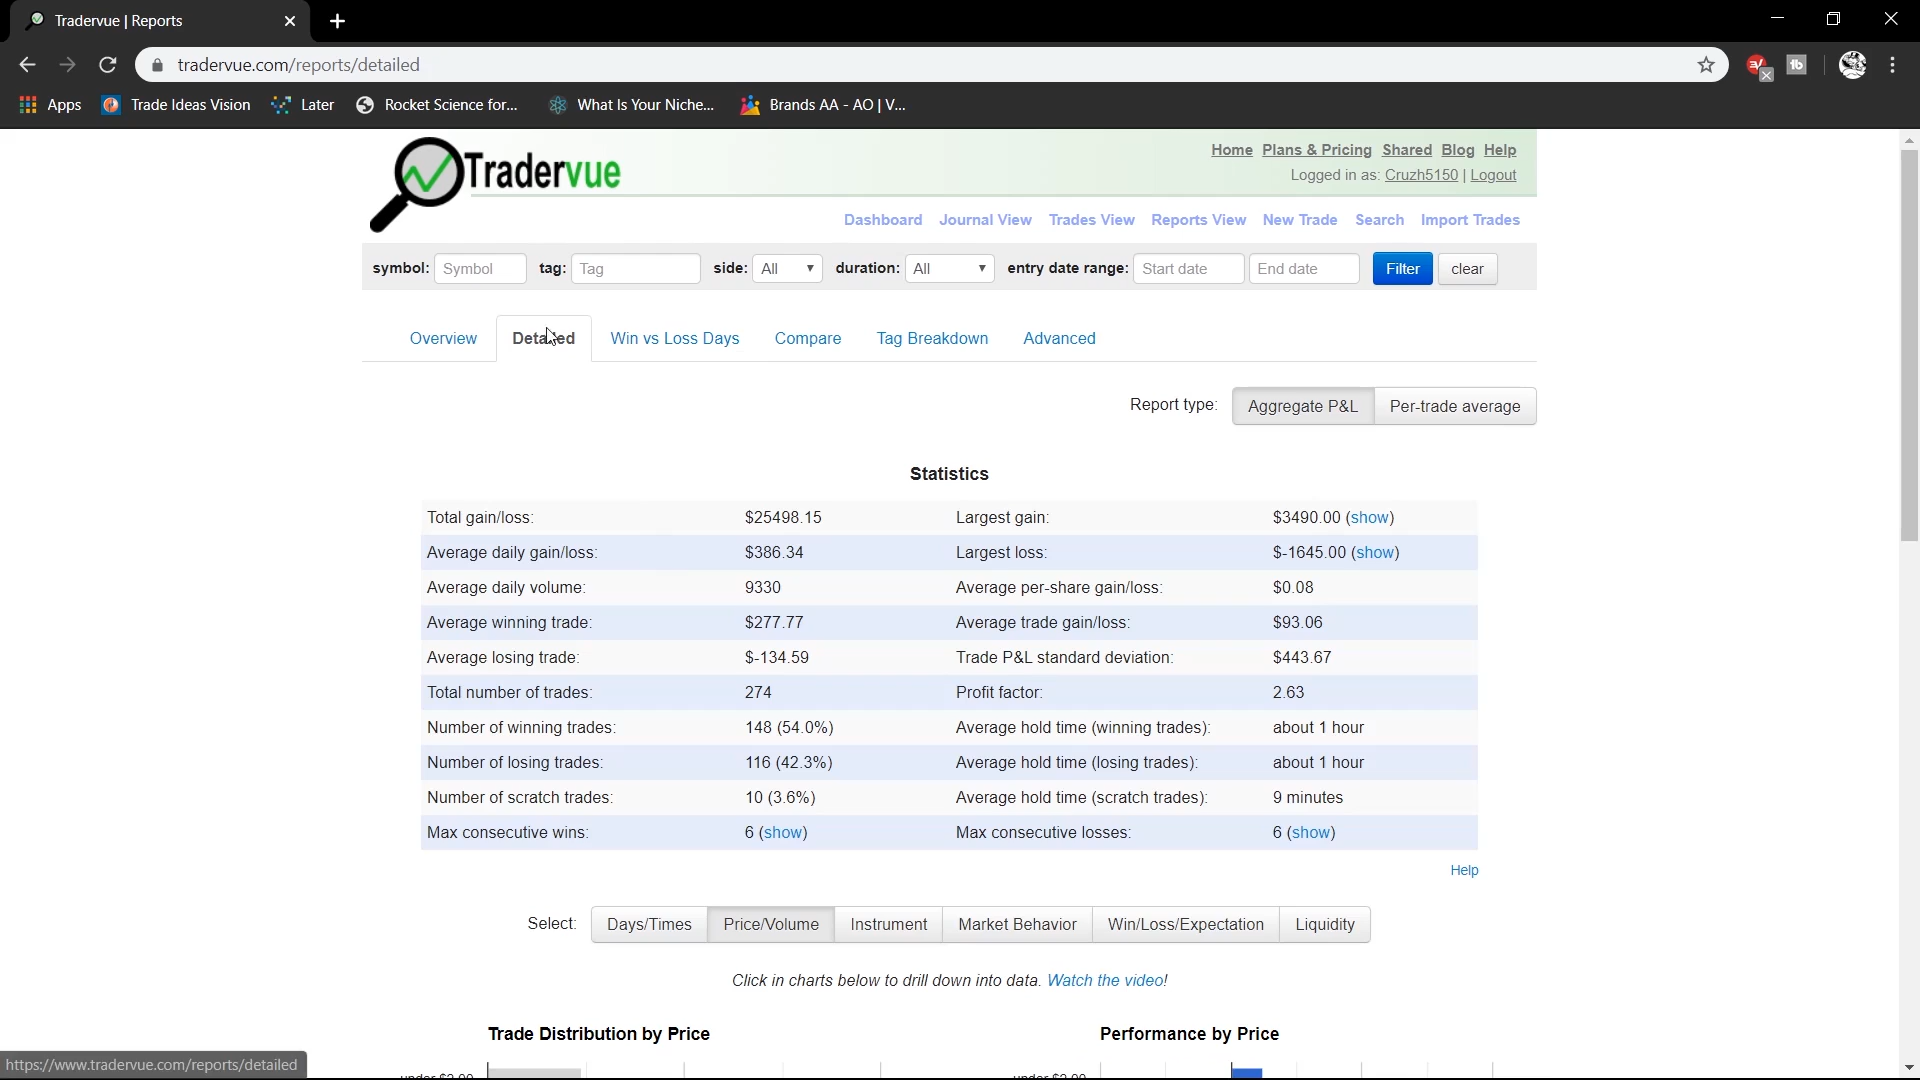 Tradervue | Reports
tradervue.com/reports/detailed
Apps Trade Ideas Vision Later Rocket Science for... What Is Your Niche... Brands AA - AO | V...
Tradervue
Home Plans & Pricing Shared Blog Help
Logged in as: Cruzh5150 | Logout
Dashboard Journal View Trades View Reports View New Trade Search Import Trades
symbol: Symbol tag: Tag side: All duration: All entry date range: Start date End date Filter clear
Overview Detailed Win vs Loss Days Compare Tag Breakdown Advanced
Report type: Aggregate P&L Per-trade average
Statistics
Total gain/loss: $25498.15 Largest gain: $3490.00 (show)
Average daily gain/loss: $386.34 Largest loss: $-1645.00 (show)
Average daily volume: 9330 Average per-share gain/loss: $0.08
Average winning trade: $277.77 Average trade gain/loss: $93.06
Average losing trade: $-134.59 Trade P&L standard deviation: $443.67
Total number of trades: 274 Profit factor: 2.63
Number of winning trades: 148 (54.0%) Average hold time (winning trades): about 1 hour
Number of losing trades: 116 (42.3%) Average hold time (losing trades): about 1 hour
Number of scratch trades: 10 (3.6%) Average hold time (scratch trades): 9 minutes
Max consecutive wins: 6 (show) Max consecutive losses: 6 (show)
Help
Select: Days/Times Price/Volume Instrument Market Behavior Win/Loss/Expectation Liquidity
Click in charts below to drill down into data. Watch the video!
Trade Distribution by Price Performance by Price
under $2.00 under $2.00
https://www.tradervue.com/reports/detailed